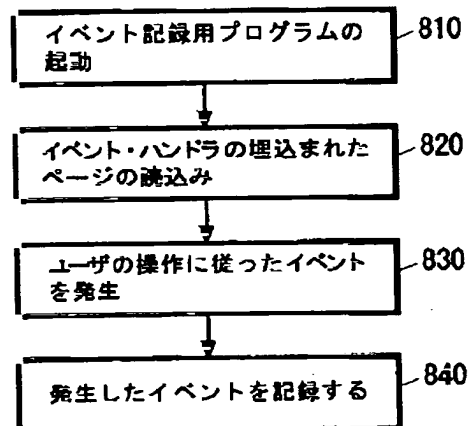 イベント記録用プログラムの
起動
810
イベント・ハンドラの埋込まれた
ページの読込み
820
ユーザの操作に従ったイベント
を発生
830
発生したイベントを記録する
840